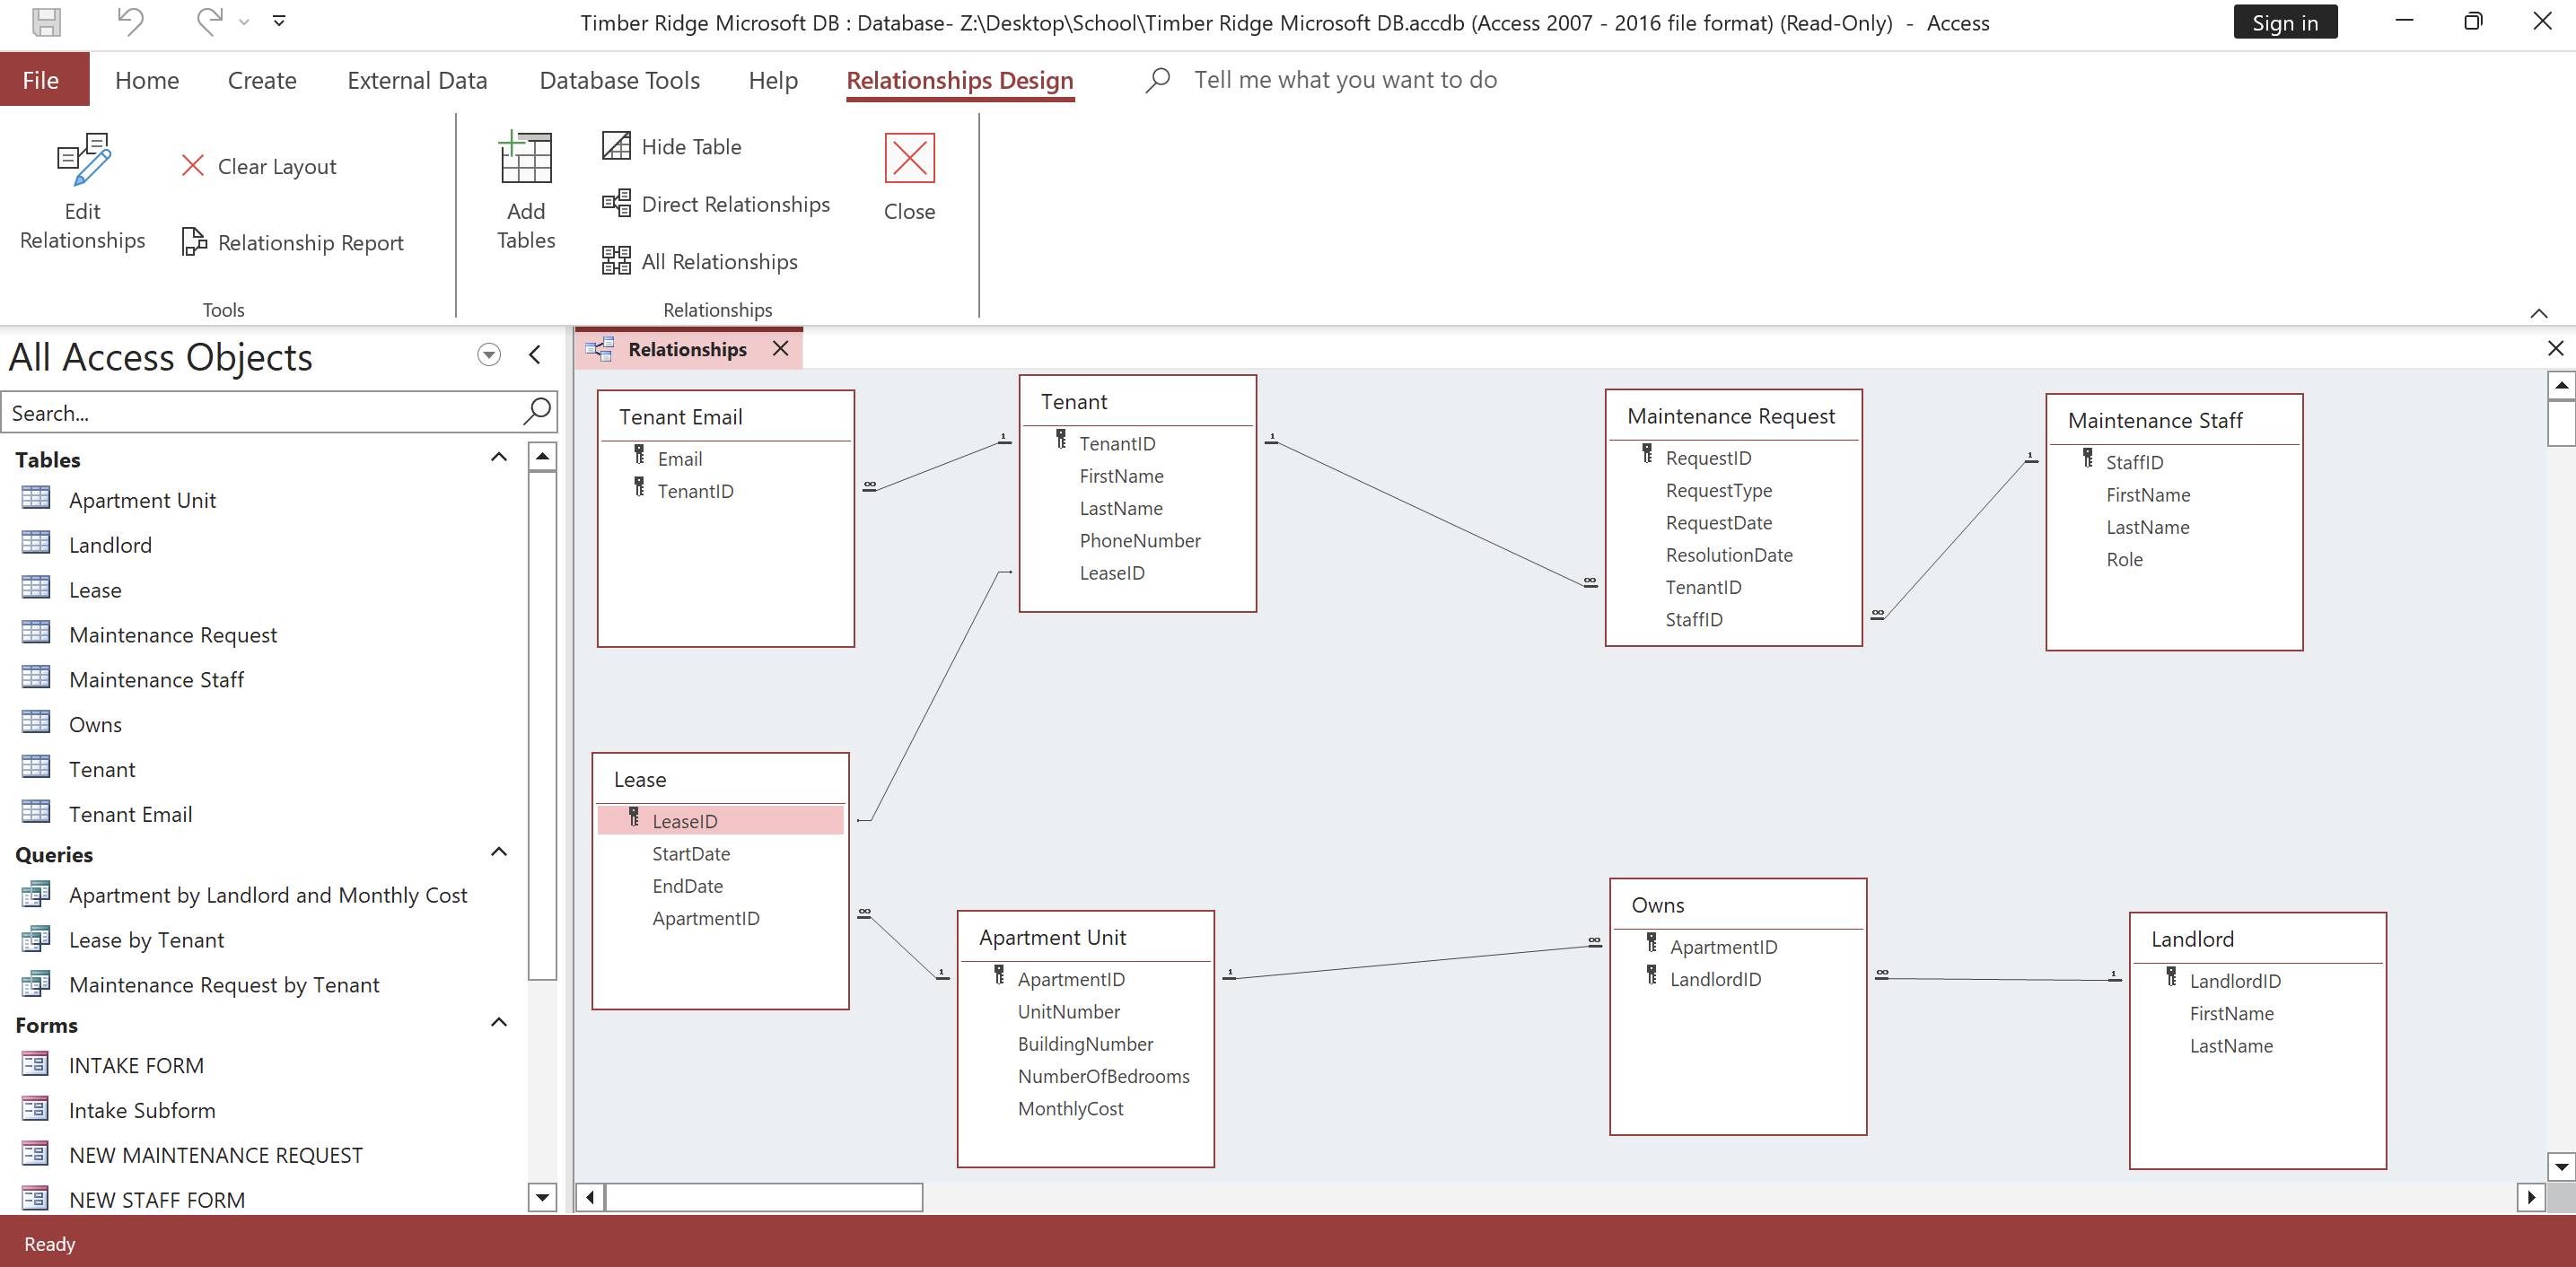 Timber Ridge Microsoft DB : Database- Z:\Desktop\School\Timber Ridge Microsoft DB.accdb (Access 2007 - 2016 file format) (Read-Only) - Access
Sign in
File
Home
Create
External Data
Database Tools
Help
Relationships Design
Tell me what you want to do
Edit
Relationships
Clear Layout
Relationship Report
Tools
Add
Tables
Hide Table
Direct Relationships
All Relationships
Close
Relationships
All Access Objects
Search...
Tables
Apartment Unit
Landlord
Lease
Maintenance Request
Maintenance Staff
Owns
Tenant
Tenant Email
Queries
Apartment by Landlord and Monthly Cost
Lease by Tenant
Maintenance Request by Tenant
Forms
INTAKE FORM
Intake Subform
NEW MAINTENANCE REQUEST
NEW STAFF FORM
Relationships
Tenant Email
Email
TenantID
∞
1
Tenant
TenantID
FirstName
LastName
PhoneNumber
LeaseID
1
∞
Maintenance Request
RequestID
RequestType
RequestDate
ResolutionDate
TenantID
StaffID
∞
1
Maintenance Staff
StaffID
FirstName
LastName
Role
Lease
LeaseID
StartDate
EndDate
ApartmentID
∞
1
Apartment Unit
ApartmentID
UnitNumber
BuildingNumber
NumberOfBedrooms
MonthlyCost
1
∞
Owns
ApartmentID
LandlordID
∞
1
Landlord
LandlordID
FirstName
LastName
Ready